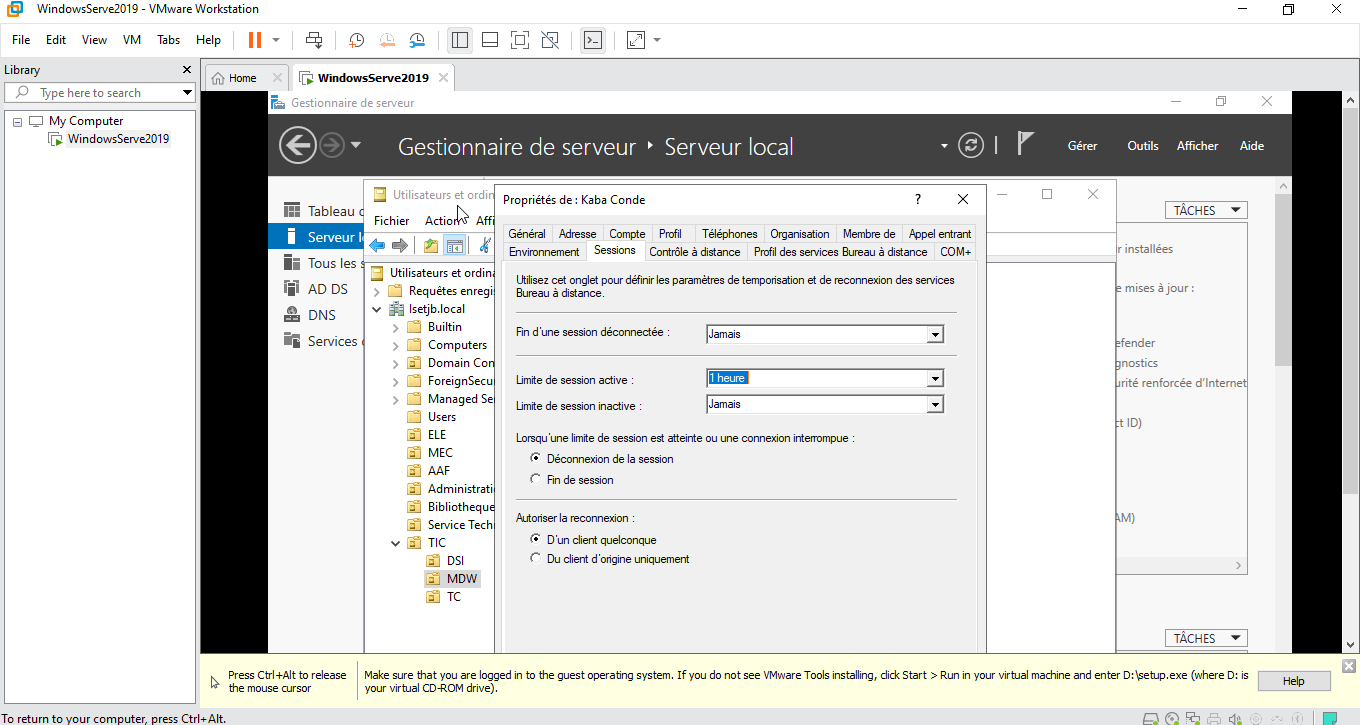 WindowsServe2019 - VMware Workstation
File Edit View VM Tabs Help
Library
Type here to search
My Computer
WindowsServe2019
Home
WindowsServe2019
Gestionnaire de serveur
Gestionnaire de serveur Serveur local
Gérer Outils Afficher Aide
Tableau
Serveur
Tous les
AD DS
DNS
Services
Utilisateurs et ordin
Fichier Action Affi
Utilisateurs et ordina
Requêtes enregi
Isetjb.local
Builtin
Computers
Domain Con
ForeignSecu
Managed Se
Users
ELE
MEC
AAF
Administrati
Bibliotheque
Service Tech
TIC
DSI
MDW
TC
Propriétés de : Kaba Conde
?
Général Adresse Compte Profil Téléphones Organisation Membre de Appel entrant
Environnement Sessions Contrôle à distance Profil des services Bureau à distance COM+
Utilisez cet onglet pour définir les paramètres de temporisation et de reconnexion des services
Bureau à distance.
Fin d'une session déconnectée : Jamais
Limite de session active : 1 heure
Limite de session inactive : Jamais
Lorsqu'une limite de session est atteinte ou une connexion interrompue :
Déconnexion de la session
Fin de session
Autoriser la reconnexion :
D'un client quelconque
Du client d'origine uniquement
TÂCHES
r installées
e mises à jour :
efender
gnostics
urité renforcée d'Internet
ct ID)
AM)
TÂCHES
Press Ctrl+Alt to release
the mouse cursor
Make sure that you are logged in to the guest operating system. If you do not see VMware Tools installing, click Start > Run in your virtual machine and enter D:\setup.exe (where D: is
your virtual CD-ROM drive).
Help
To return to your computer, press Ctrl+Alt.